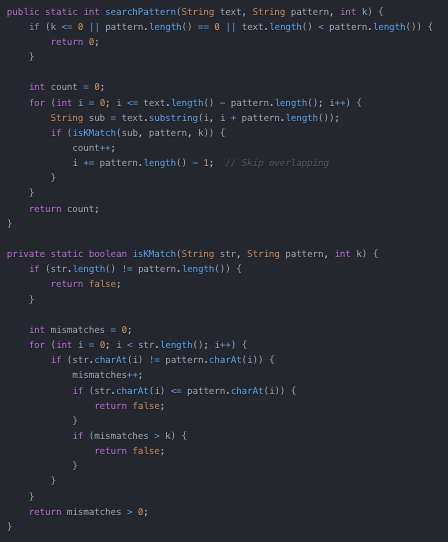 public static int searchPattern(String text, String pattern, int k) {
    if (k <= 0 || pattern.length() == 0 || text.length() < pattern.length()) {
        return 0;
    }

    int count = 0;
    for (int i = 0; i <= text.length() - pattern.length(); i++) {
        String sub = text.substring(i, i + pattern.length());
        if (isKMatch(sub, pattern, k)) {
            count++;
            i += pattern.length() - 1;  // Skip overlapping
        }
    }
    return count;
}

private static boolean isKMatch(String str, String pattern, int k) {
    if (str.length() != pattern.length()) {
        return false;
    }

    int mismatches = 0;
    for (int i = 0; i < str.length(); i++) {
        if (str.charAt(i) != pattern.charAt(i)) {
            mismatches++;
            if (str.charAt(i) <= pattern.charAt(i)) {
                return false;
            }
            if (mismatches > k) {
                return false;
            }
        }
    }
    return mismatches > 0;
}